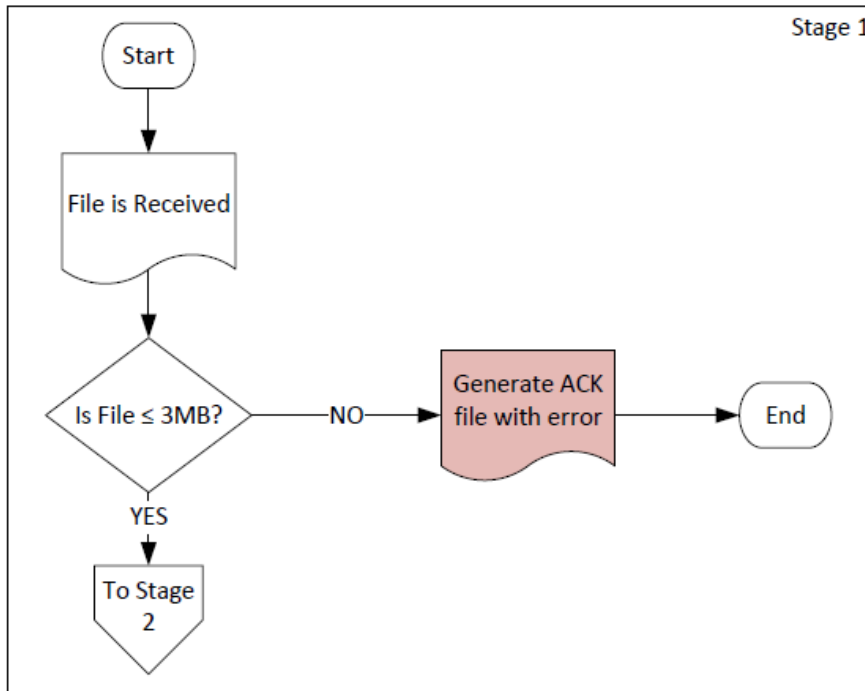 Stage 1
Start
File is Received
Is File ≤ 3MB?
NO
Generate ACK
file with error
End
YES
To Stage
2